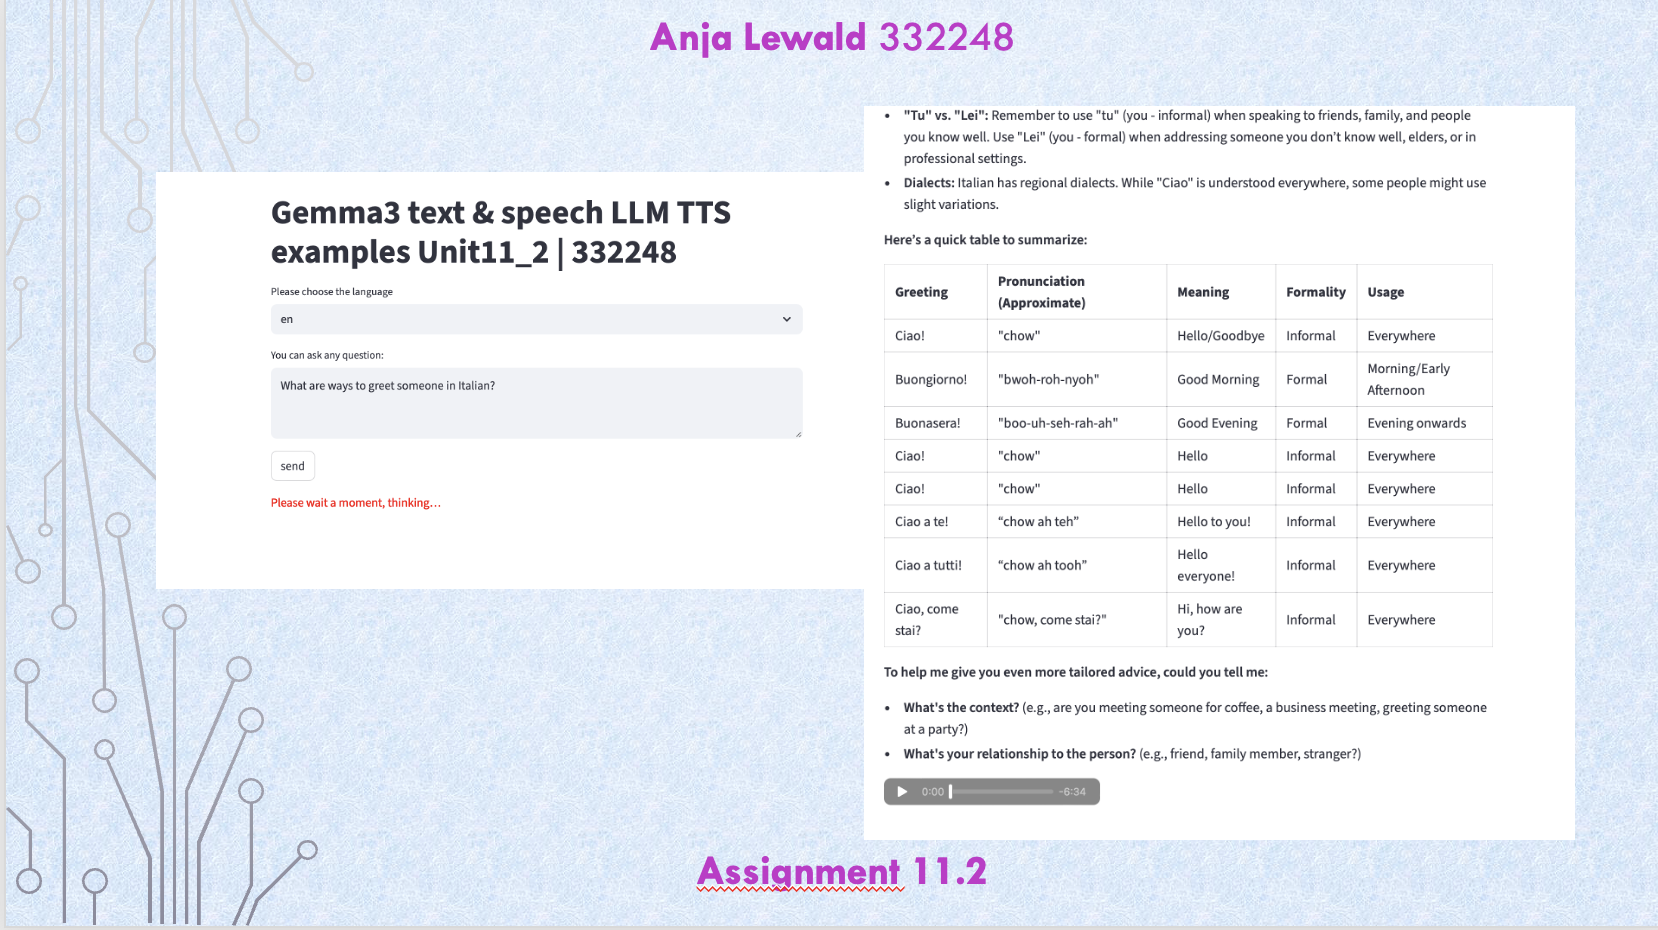 Anja Lewald 332248
Gemma3 text & speech LLM TTS
examples Unit11_2 | 332248
Please choose the language
en
You can ask any question:
What are ways to greet someone in Italian?
send
Please wait a moment, thinking...
• "Tu" vs. "Lei": Remember to use "tu" (you - informal) when speaking to friends, family, and people
you know well. Use "Lei" (you - formal) when addressing someone you don’t know well, elders, or in
professional settings.
• Dialects: Italian has regional dialects. While "Ciao" is understood everywhere, some people might use
slight variations.
Here’s a quick table to summarize:
Greeting Pronunciation (Approximate) Meaning Formality Usage
Ciao! "chow" Hello/Goodbye Informal Everywhere
Buongiorno! "bwoh-roh-nyoh" Good Morning Formal Morning/Early Afternoon
Buonasera! "boo-uh-seh-rah-ah" Good Evening Formal Evening onwards
Ciao! "chow" Hello Informal Everywhere
Ciao! "chow" Hello Informal Everywhere
Ciao a te! “chow ah teh” Hello to you! Informal Everywhere
Ciao a tutti! “chow ah tooh” Hello everyone! Informal Everywhere
Ciao, come stai? "chow, come stai?" Hi, how are you? Informal Everywhere
To help me give you even more tailored advice, could you tell me:
• What's the context? (e.g., are you meeting someone for coffee, a business meeting, greeting someone
at a party?)
• What's your relationship to the person? (e.g., friend, family member, stranger?)
0:00 -6:34
Assignment 11.2